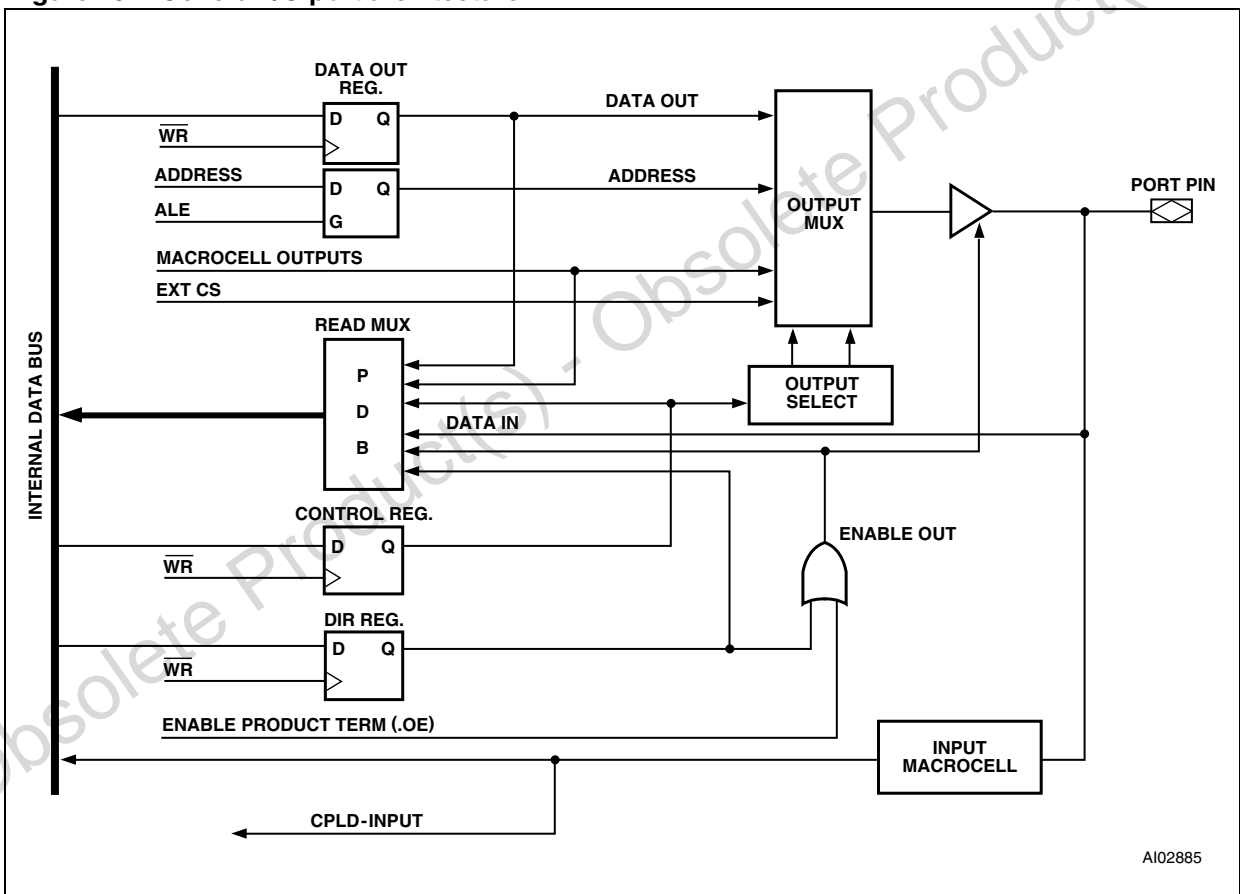 DATA OUT
REG.
D Q
WR
DATA OUT
ADDRESS
D Q
ADDRESS
ALE
G
OUTPUT
MUX
PORT PIN
MACROCELL OUTPUTS
EXT CS
READ MUX
P
D
B
OUTPUT
SELECT
DATA IN
INTERNAL DATA BUS
CONTROL REG.
D Q
WR
ENABLE OUT
DIR REG.
D Q
WR
ENABLE PRODUCT TERM (.OE)
INPUT
MACROCELL
CPLD-INPUT
AI02885
Obsolete Product(s) - Obsolete Product(